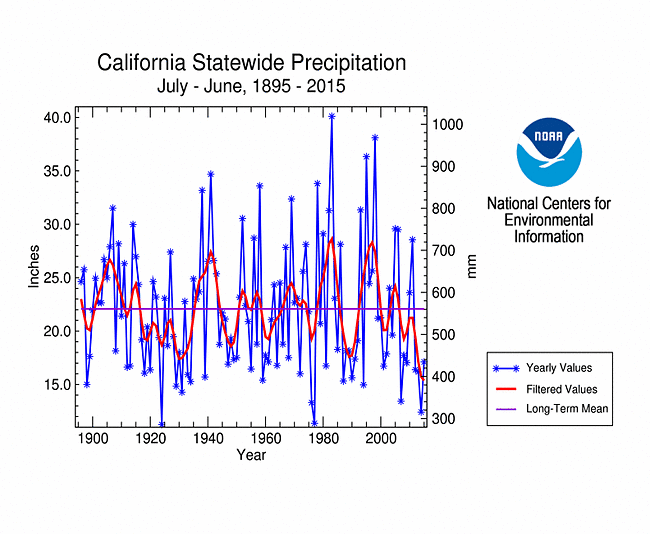 California Statewide Precipitation
July - June, 1895 - 2015
40.0
35.0
30.0
25.0
20.0
15.0
Inches
1000
900
800
700
600
500
400
300
mm
1900
1920
1940
1960
1980
2000
Year
NOAA
National Centers for
Environmental
Information
Yearly Values
Filtered Values
Long-Term Mean